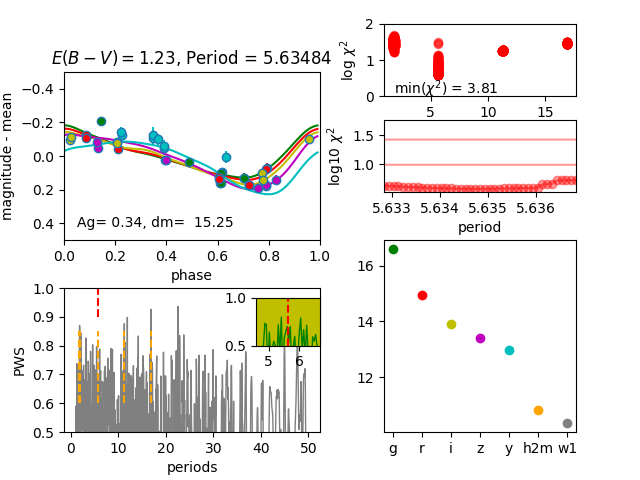 E(B − V) = 1.23, Period = 5.63484
magnitude - mean
−0.4
−0.2
0.0
0.2
0.4
Ag= 0.34, dm= 15.25
0.0 0.2 0.4 0.6 0.8 1.0
phase
log χ²
2
1
0
min(χ²) = 3.81
5 10 15
log10 χ²
1.5
1.0
5.633 5.634 5.635 5.636
period
PWS
1.0
0.9
0.8
0.7
0.6
0.5
1.0
0.5
5 6
0 10 20 30 40 50
periods
16
14
12
g r i z y h2m w1